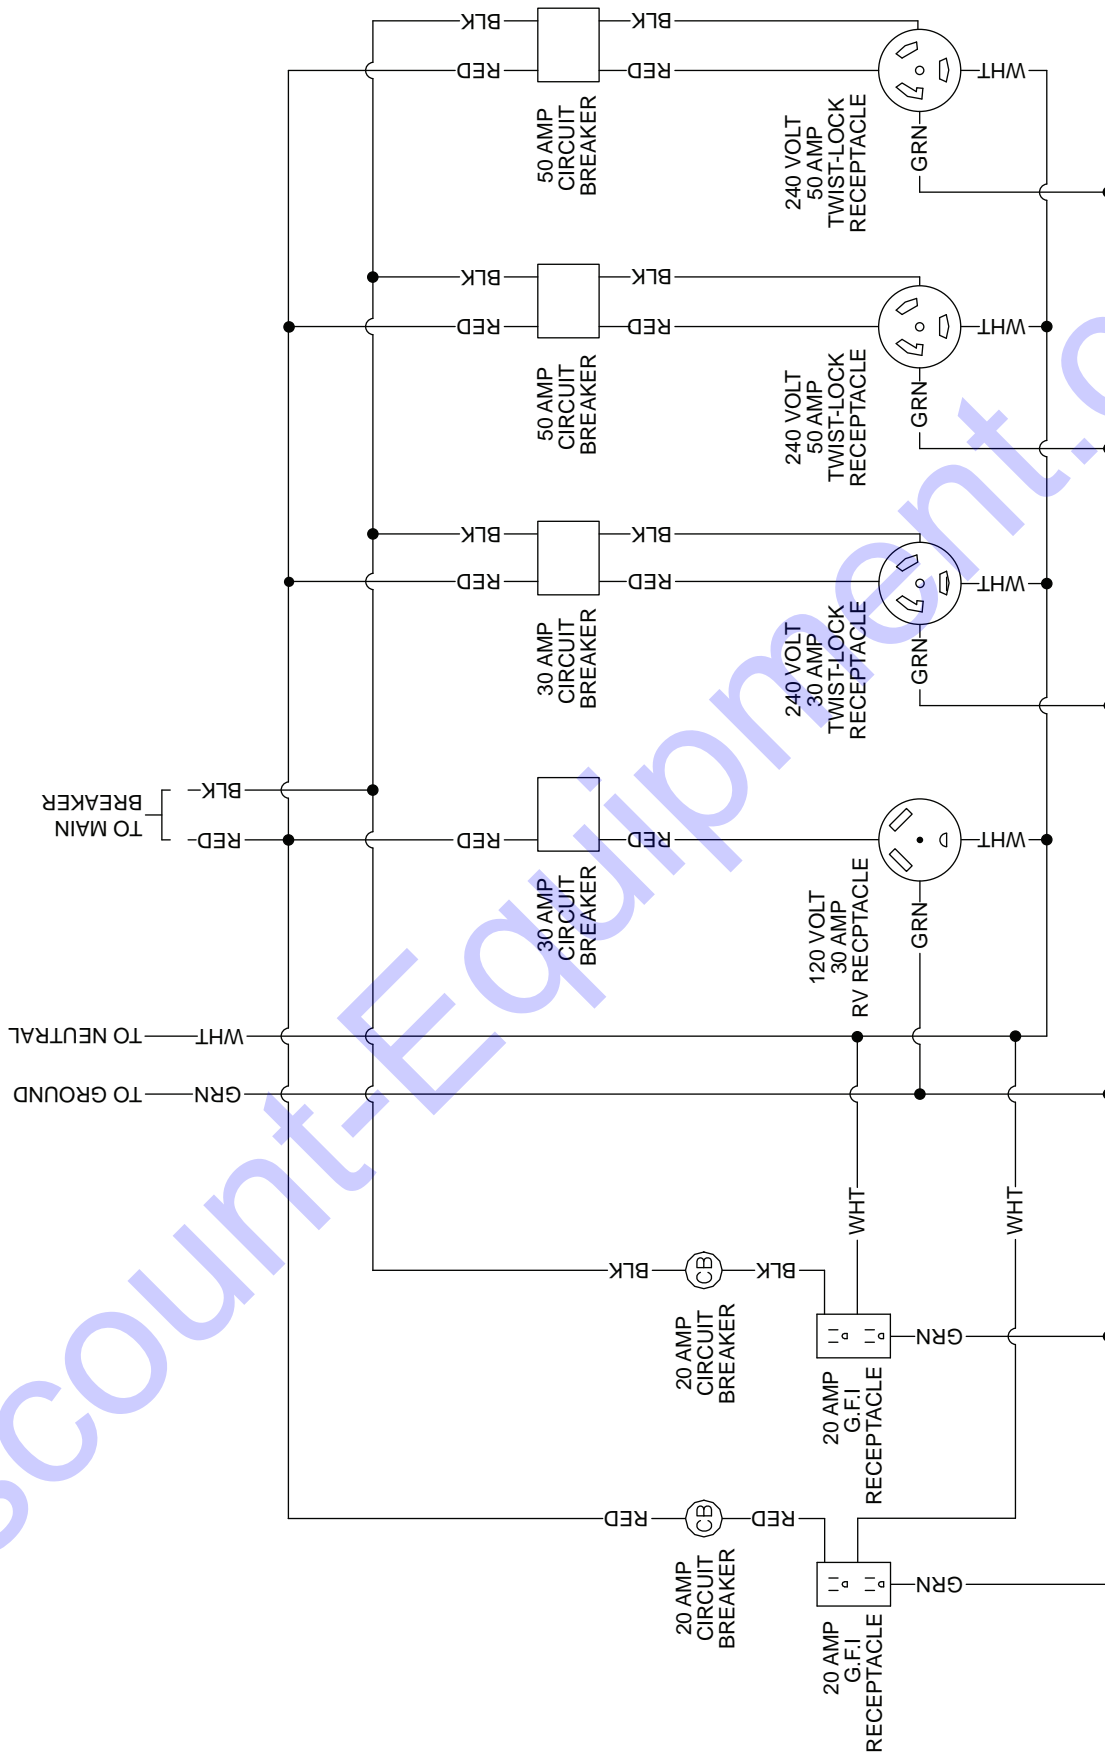 BLK
BLK
RED
RED
WHT
50 AMP
CIRCUIT
BREAKER
240 VOLT
50 AMP
TWIST-LOCK
RECEPTACLE
GRN
BLK
BLK
RED
RED
WHT
50 AMP
CIRCUIT
BREAKER
240 VOLT
50 AMP
TWIST-LOCK
RECEPTACLE
GRN
BLK
BLK
RED
RED
WHT
30 AMP
CIRCUIT
BREAKER
240 VOLT
30 AMP
TWIST-LOCK
RECEPTACLE
GRN
TO MAIN
BREAKER
BLK
RED
RED
RED
WHT
30 AMP
CIRCUIT
BREAKER
120 VOLT
30 AMP
RV RECPTACLE
GRN
TO NEUTRAL
WHT
TO GROUND
GRN
WHT
WHT
BLK
CB
BLK
20 AMP
CIRCUIT
BREAKER
GRN
20 AMP
G.F.I
RECEPTACLE
RED
CB
RED
20 AMP
CIRCUIT
BREAKER
GRN
20 AMP
G.F.I
RECEPTACLE
scount-Equipment.c